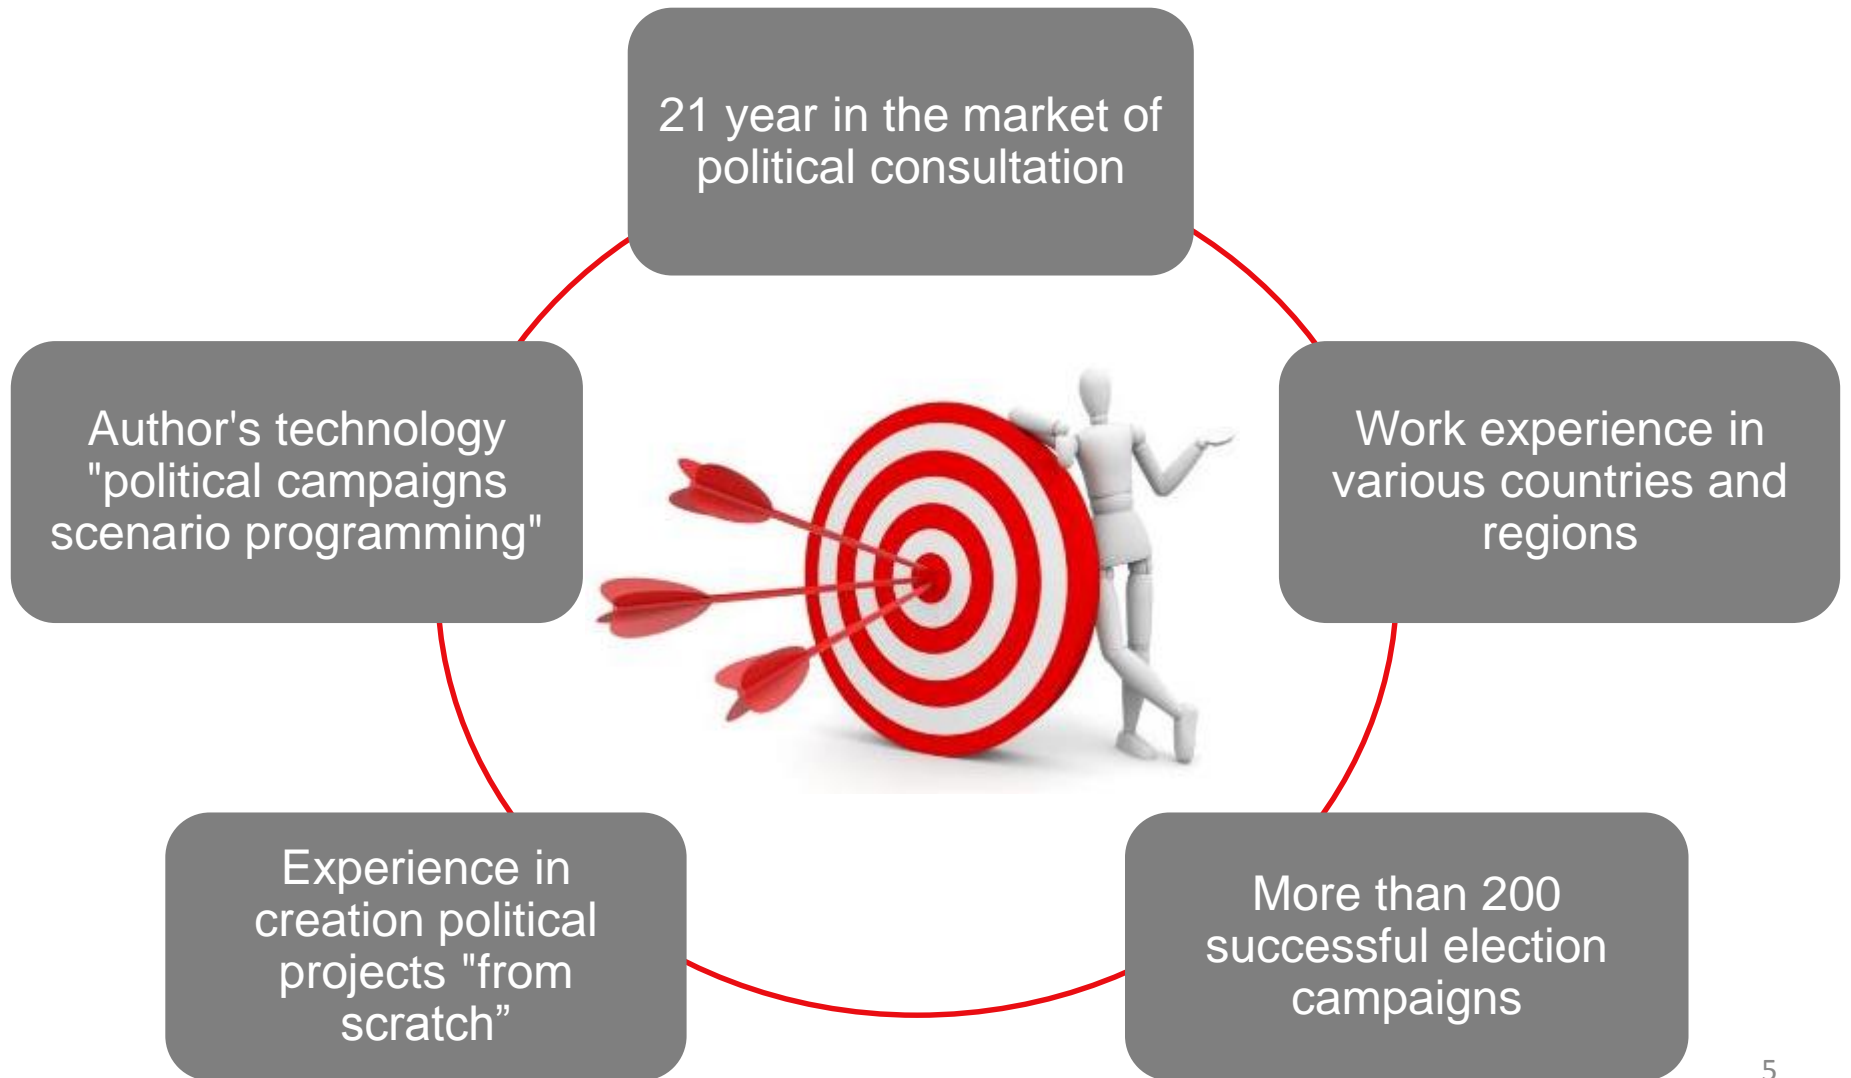 21 year in the market of
political consultation
Work experience in
various countries and
regions
More than 200
successful election
campaigns
Experience in
creation political
projects "from
scratch”
Author's technology
"political campaigns
scenario programming"
5